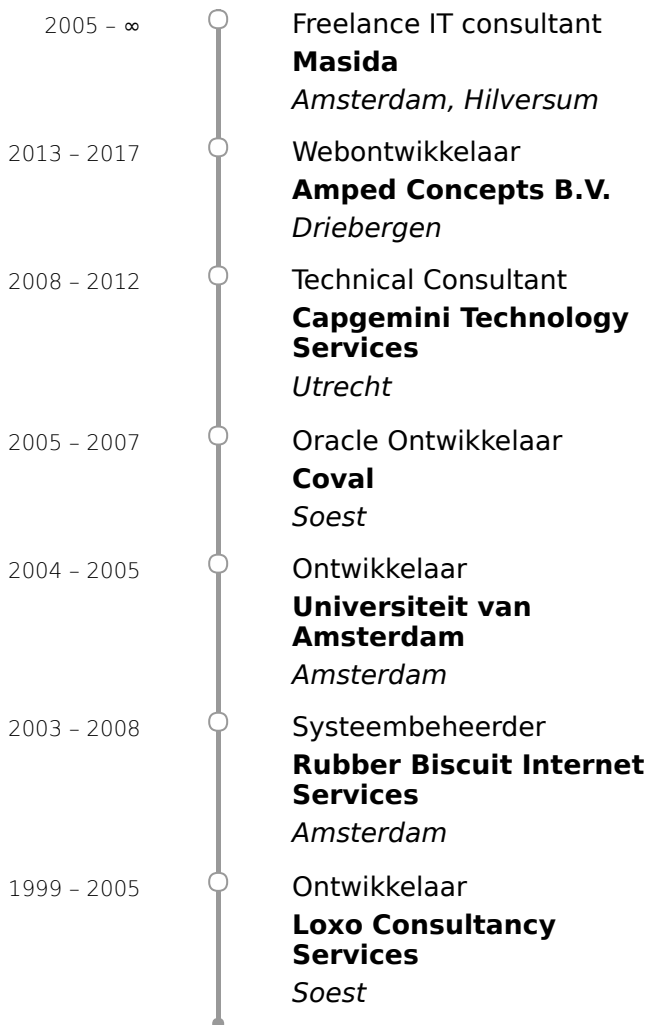 2005 – ∞
Freelance IT consultant
Masida
Amsterdam, Hilversum
2013 – 2017
Webontwikkelaar
Amped Concepts B.V.
Driebergen
2008 – 2012
Technical Consultant
Capgemini Technology
Services
Utrecht
2005 – 2007
Oracle Ontwikkelaar
Coval
Soest
2004 – 2005
Ontwikkelaar
Universiteit van
Amsterdam
Amsterdam
2003 – 2008
Systeembeheerder
Rubber Biscuit Internet
Services
Amsterdam
1999 – 2005
Ontwikkelaar
Loxo Consultancy
Services
Soest